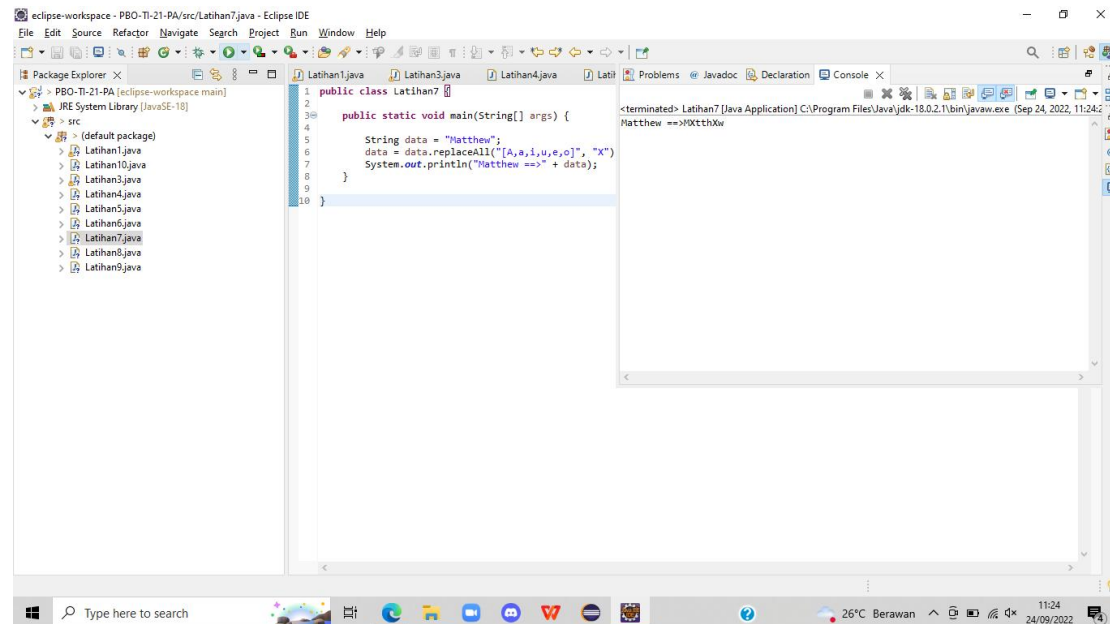 eclipse-workspace - PBO-TI-21-PA/src/Latihan7.java - Eclipse IDE
File Edit Source Refactor Navigate Search Project Run Window Help
Package Explorer
PBO-TI-21-PA [eclipse-workspace main]
JRE System Library [JavaSE-18]
> src
> (default package)
Latihan1.java
Latihan10.java
Latihan3.java
Latihan4.java
Latihan5.java
Latihan6.java
Latihan7.java
Latihan8.java
Latihan9.java
Latihan1.java Latihan3.java Latihan4.java Latih
1 public class Latihan7 {
2
3 public static void main(String[] args) {
4
5 String data = "Matthew";
6 data = data.replaceAll("[A,a,i,u,e,o]", "X")
7 System.out.println("Matthew ==>" + data);
8 }
9
10 }
Problems @ Javadoc Declaration Console
<terminated> Latihan7 [Java Application] C:\Program Files\Java\jdk-18.0.2.1\bin\javaw.exe (Sep 24, 2022, 11:24:2
Matthew ==>MXtthXw
Type here to search
26°C Berawan
11:24
24/09/2022
4